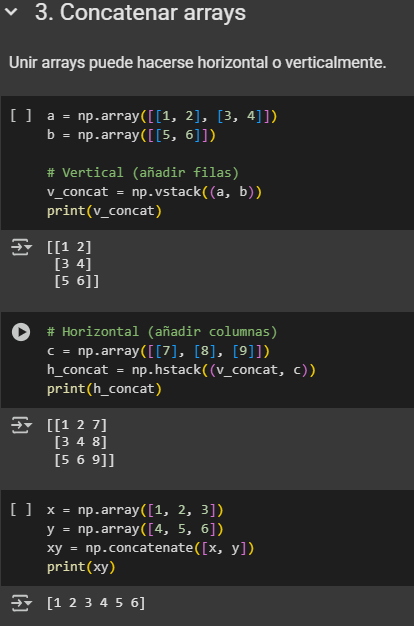 3. Concatenar arrays
Unir arrays puede hacerse horizontal o verticalmente.
[ ] a = np.array([[1, 2], [3, 4]])
b = np.array([[5, 6]])
# Vertical (añadir filas)
v_concat = np.vstack((a, b))
print(v_concat)
[[1 2]
[3 4]
[5 6]]
# Horizontal (añadir columnas)
c = np.array([[7], [8], [9]])
h_concat = np.hstack((v_concat, c))
print(h_concat)
[[1 2 7]
[3 4 8]
[5 6 9]]
[ ] x = np.array([1, 2, 3])
y = np.array([4, 5, 6])
xy = np.concatenate([x, y])
print(xy)
[1 2 3 4 5 6]